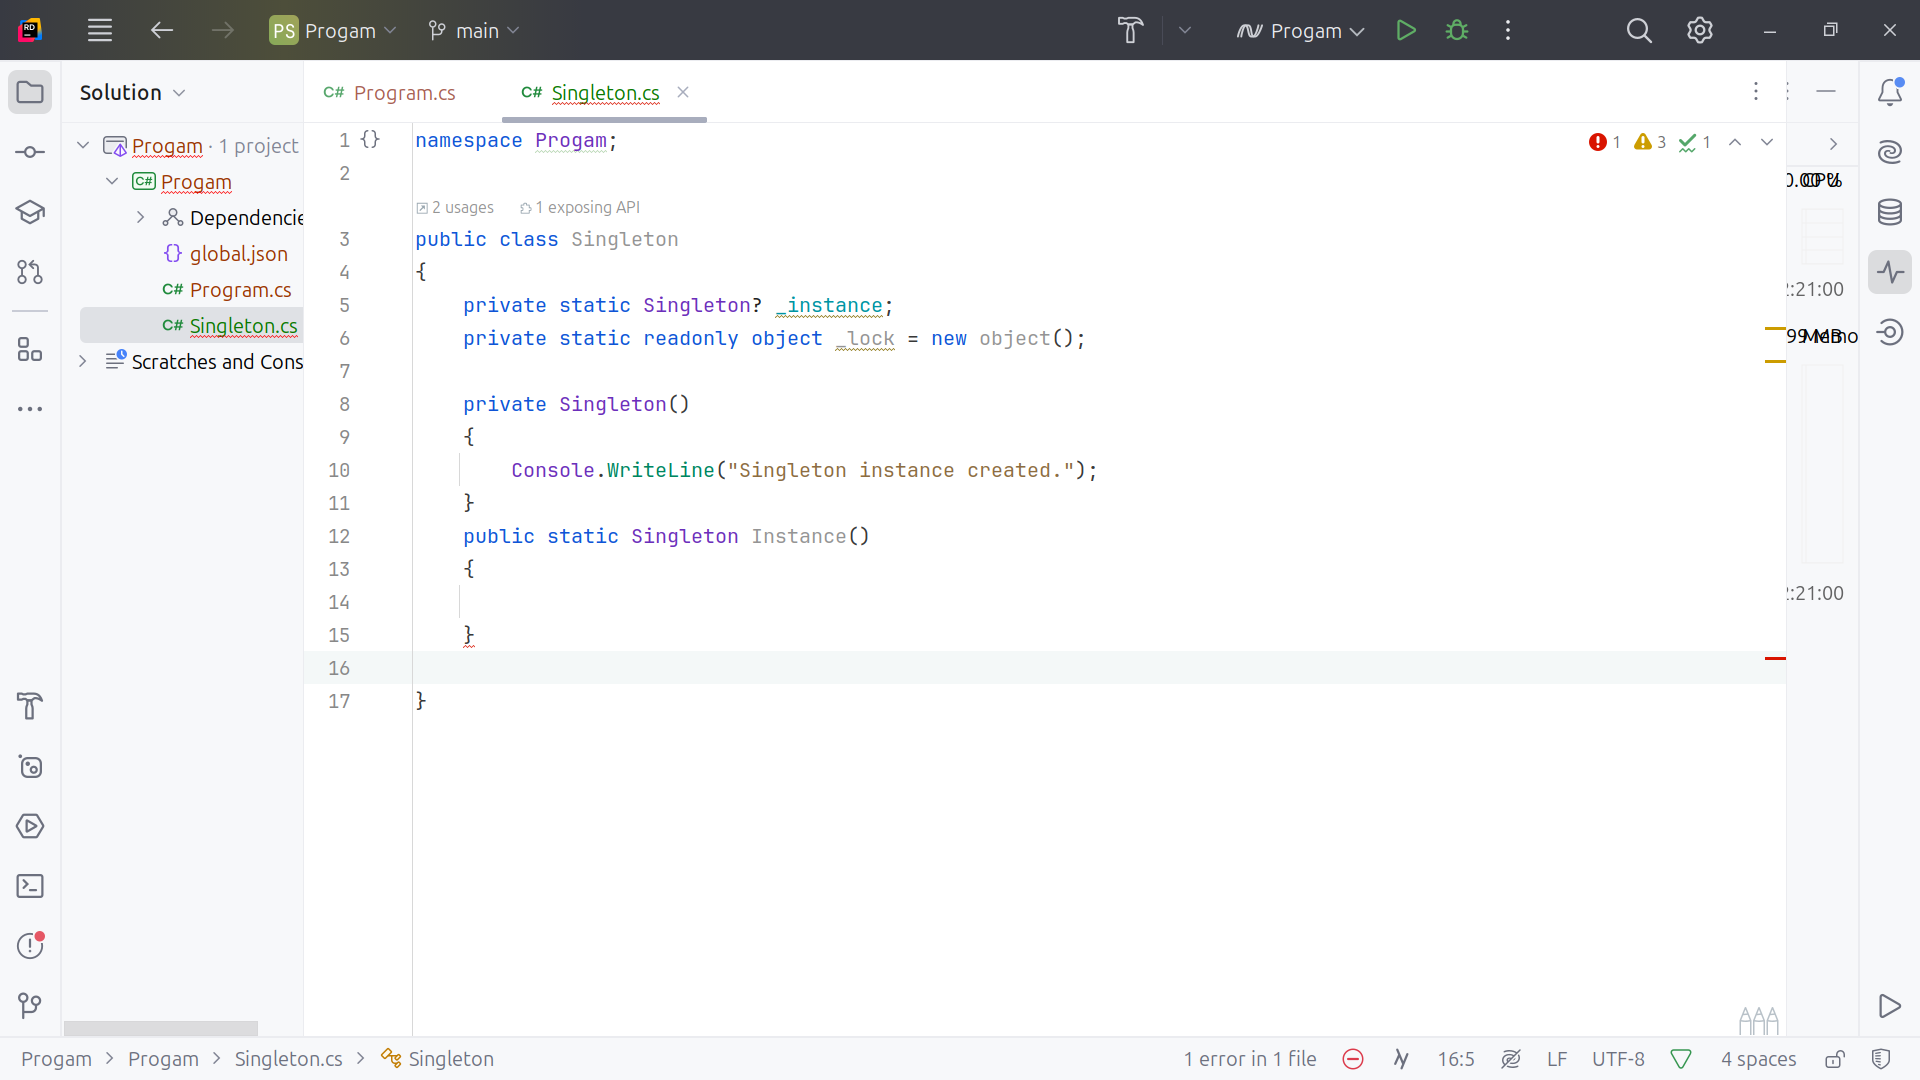 PS Progam main Progam
Solution
C# Program.cs
C# Singleton.cs
Progam · 1 project
C# Progam
Dependencie
{} global.json
C# Program.cs
C# Singleton.cs
Scratches and Cons
1 3 1
1 {} namespace Progam;
2
2 usages 1 exposing API
3 public class Singleton
4 {
5 private static Singleton? _instance;
6 private static readonly object _lock = new object();
7
8 private Singleton()
9 {
10 Console.WriteLine("Singleton instance created.");
11 }
12 public static Singleton Instance()
13 {
14
15 }
16
17 }
CPU
:21:00
99 MB
Memo
:21:00
Progam > Progam > Singleton.cs > Singleton
1 error in 1 file 16:5 LF UTF-8 4 spaces